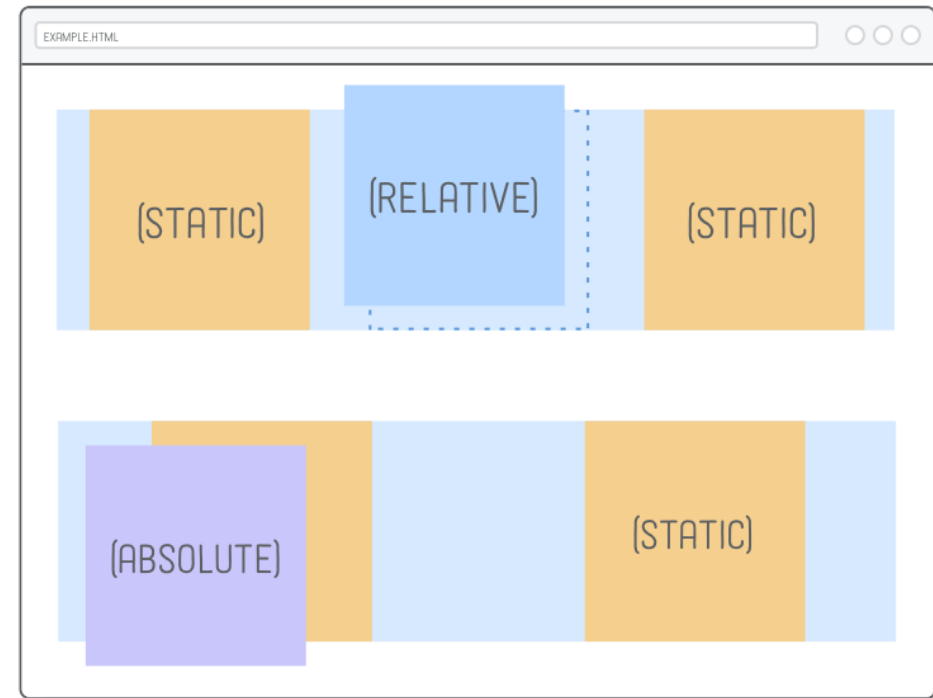 EXAMPLE.HTML
(STATIC)
(RELATIVE)
(STATIC)
(ABSOLUTE)
(STATIC)